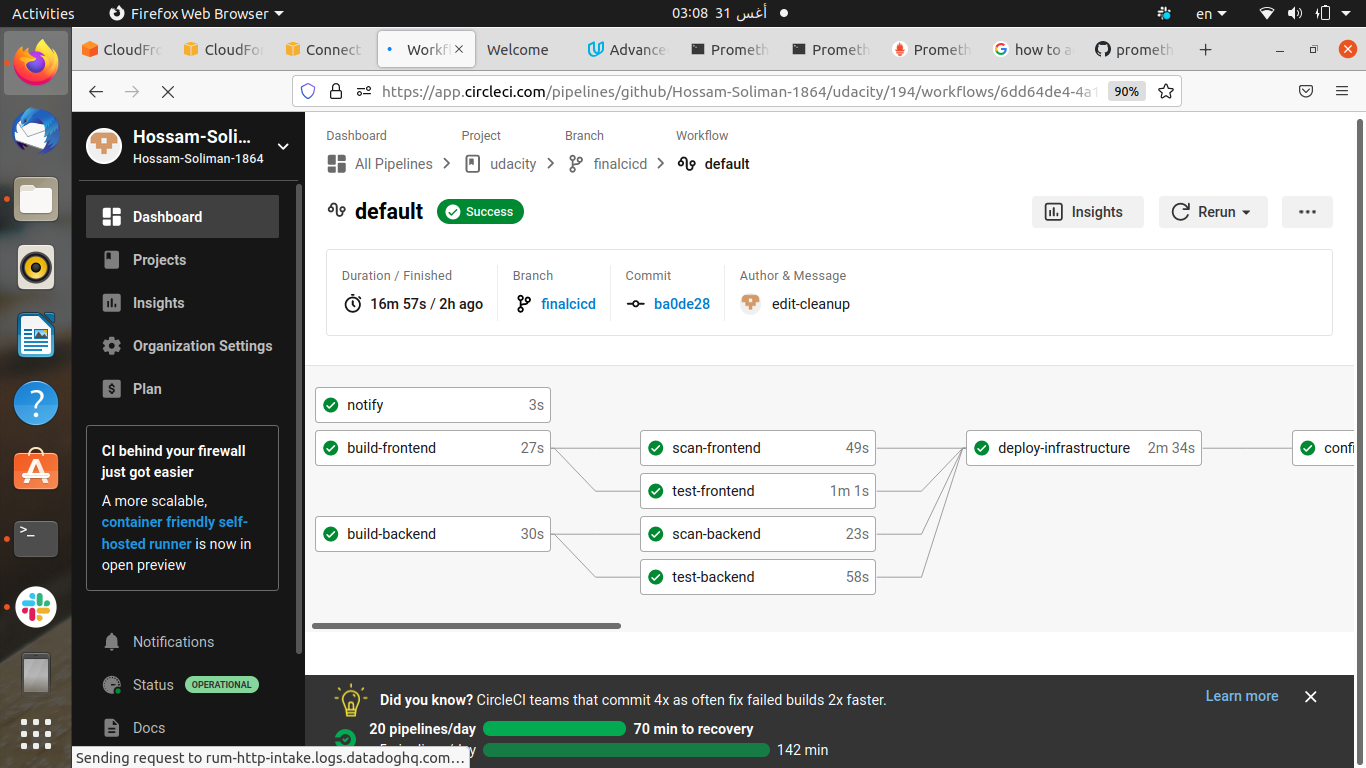 Activities
Firefox Web Browser
03:08 31 أغس
en
CloudFro
CloudFor
Connect
Workfl
Welcome
Advance
Prometh
Prometh
Prometh
how to a
prometh
https://app.circleci.com/pipelines/github/Hossam-Soliman-1864/udacity/194/workflows/6dd64de4-4a1
90%
Hossam-Soli...
Hossam-Soliman-1864
Dashboard
Projects
Insights
Organization Settings
Plan
CI behind your firewall
just got easier
A more scalable,
container friendly self-
hosted runner is now in
open preview
Notifications
Status OPERATIONAL
Docs
Dashboard Project Branch Workflow
All Pipelines udacity finalcicd default
default Success
Insights
Rerun
Duration / Finished
16m 57s / 2h ago
Branch
finalcicd
Commit
ba0de28
Author & Message
edit-cleanup
notify 3s
build-frontend 27s
scan-frontend 49s
deploy-infrastructure 2m 34s
confi
test-frontend 1m 1s
build-backend 30s
scan-backend 23s
test-backend 58s
Did you know? CircleCI teams that commit 4x as often fix failed builds 2x faster.
Learn more
20 pipelines/day 70 min to recovery
142 min
Sending request to rum-http-intake.logs.datadoghq.com…